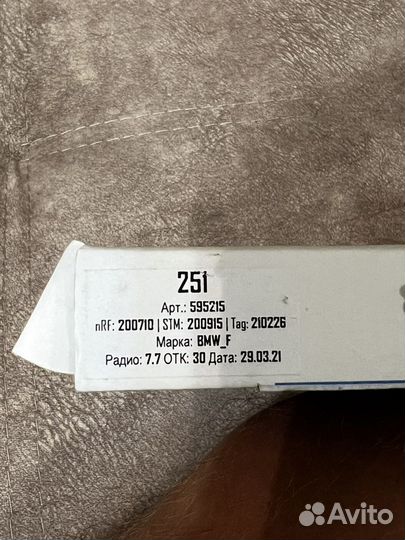 251
Арт.: 595215
nRF: 200710 | STM: 200915 | Tag: 210226
Марка: BMW_F
Радио: 7.7 ОТК: 30 Дата: 29.03.21
Avito